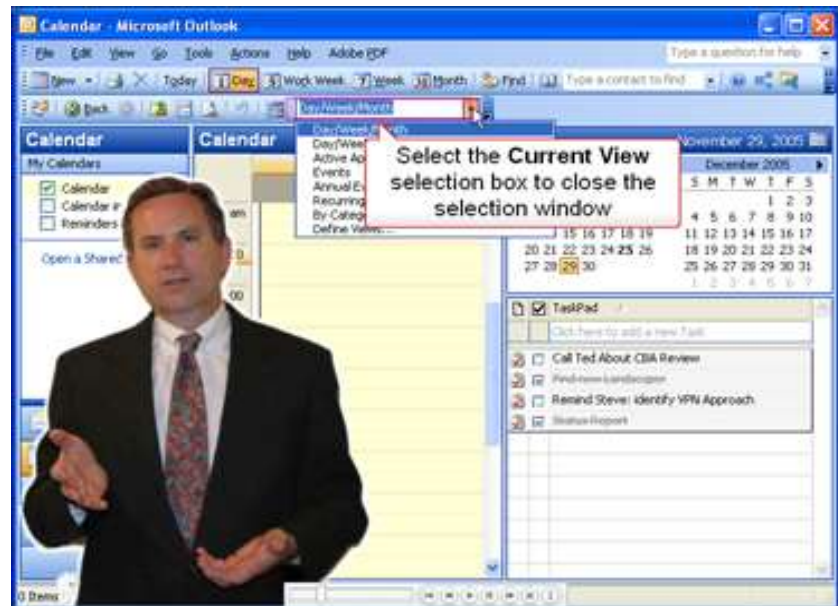 Calendar - Microsoft Outlook
File Edit View Go Tools Actions Help Adobe PDF
Type a question for help
New Today Day Work Week Week Month Find Type a contact to find
Back Day/Week/Month
Calendar
Calendar
November 29, 2005
My Calendars
Calendar
Calendar
Reminders
Open a Shared
Day/Week/Month
Day/Week
Active
Events
Annual
Recurring
By
Define Views...
Select the Current View
selection box to close the
selection window
am
00
December 2005
S M T W T F S
1 2 3
4 5 6 7 8 9 10
15 16 17 18 19
11 12 13 14 15 16 17
20 21 22 23 24 25 26
18 19 20 21 22 23 24
27 28 29 30
25 26 27 28 29 30 31
1 2 3 4 5 6 7
TaskPad
Click here to add a new Task
Call Ted About CBA Review
Find new Landscaper
Remind Steve: identify VPN Approach
Status Report
0 Items